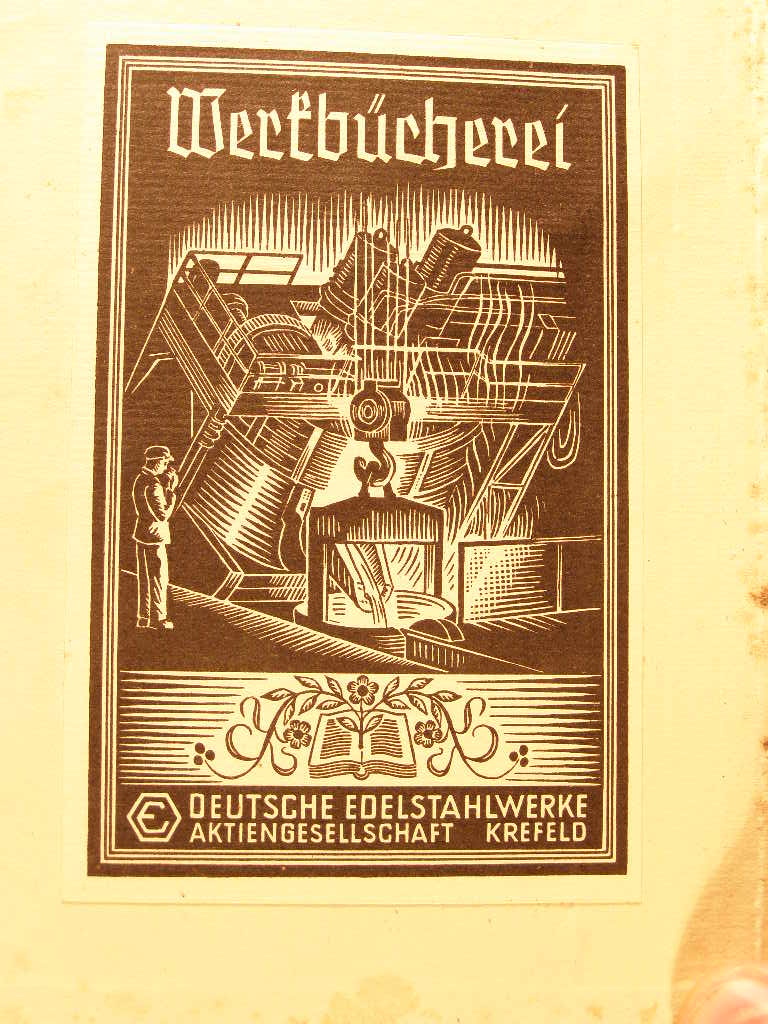 Werkbücherei
E
DEUTSCHE EDELSTAHLWERKE
AKTIENGESELLSCHAFT KREFELD